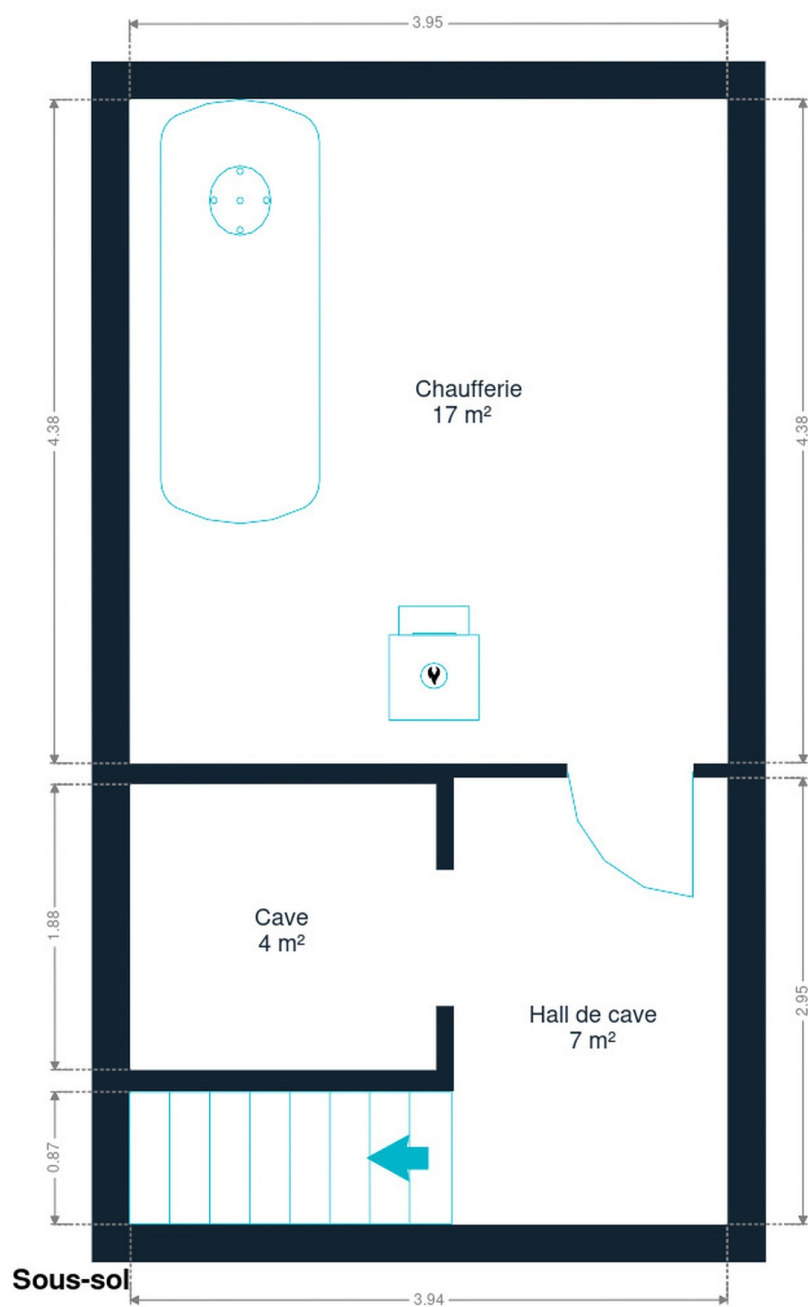 3.95
4.38
4.38
Chaufferie
17 m²
Cave
4 m²
1.88
2.95
Hall de cave
7 m²
0.87
Sous-sol
3.94